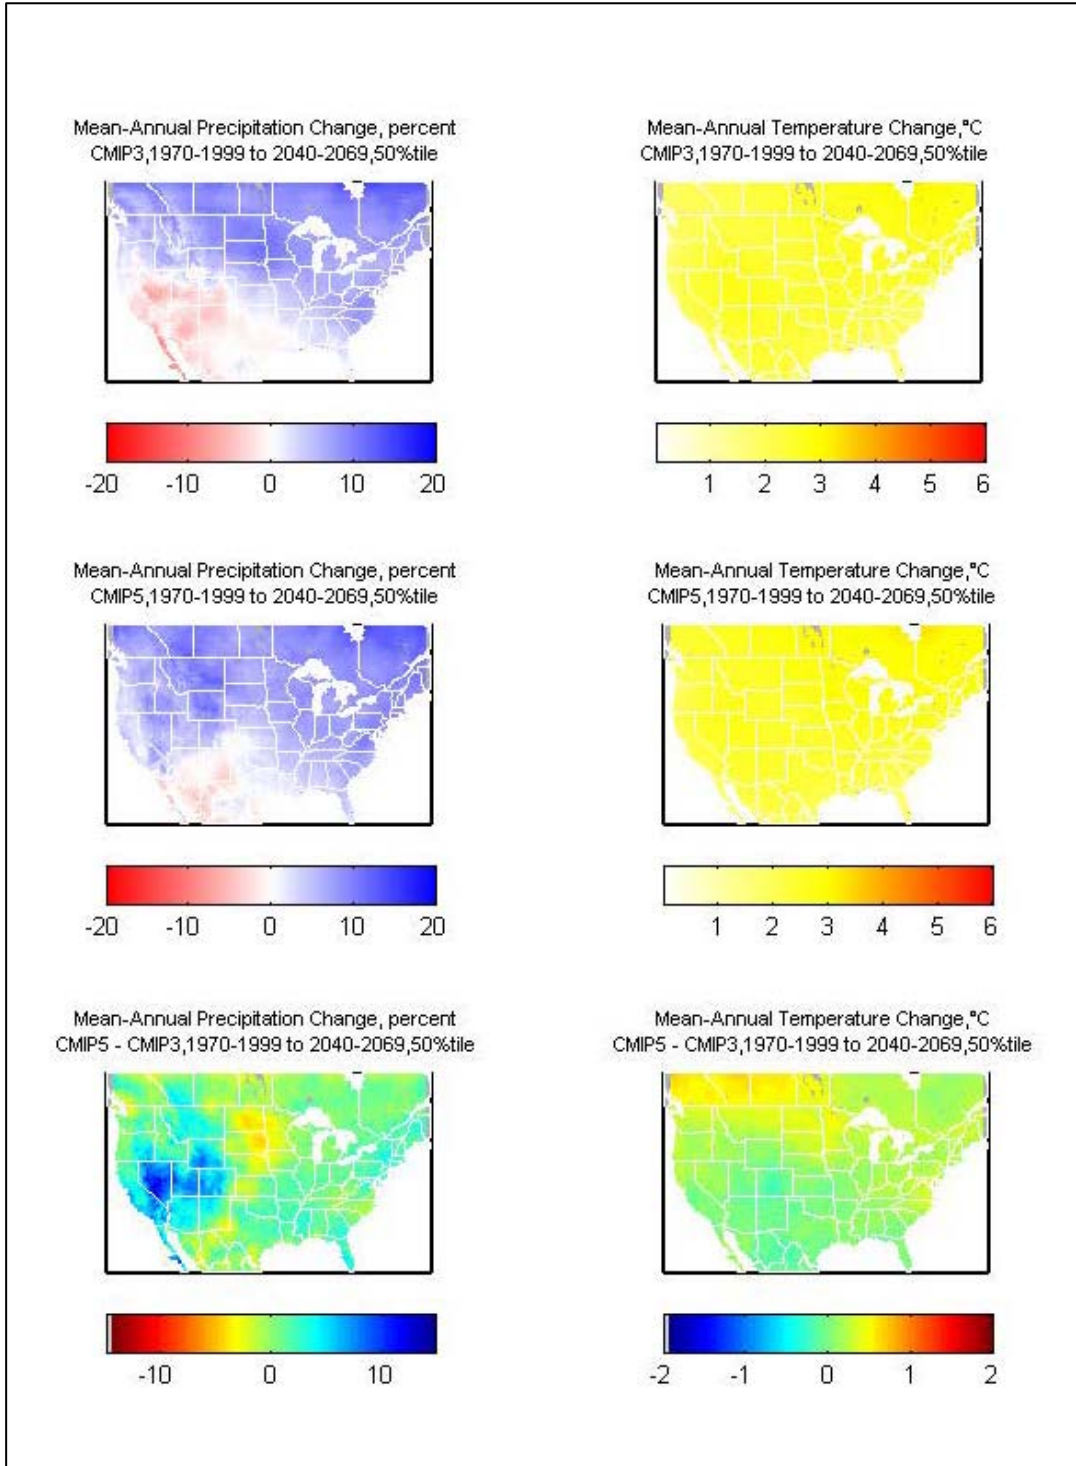 Mean-Annual Precipitation Change, percent
CMIP3,1970-1999 to 2040-2069,50%tile
-20 -10 0 10 20
Mean-Annual Temperature Change,°C
CMIP3,1970-1999 to 2040-2069,50%tile
1 2 3 4 5 6
Mean-Annual Precipitation Change, percent
CMIP5,1970-1999 to 2040-2069,50%tile
-20 -10 0 10 20
Mean-Annual Temperature Change,°C
CMIP5,1970-1999 to 2040-2069,50%tile
1 2 3 4 5 6
Mean-Annual Precipitation Change, percent
CMIP5 - CMIP3,1970-1999 to 2040-2069,50%tile
-10 0 10
Mean-Annual Temperature Change,°C
CMIP5 - CMIP3,1970-1999 to 2040-2069,50%tile
-2 -1 0 1 2